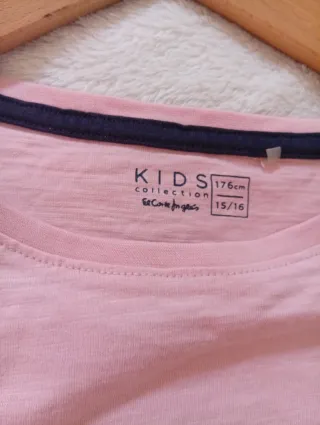 KIDS
collection
El Corte Inglés
176cm
15/16